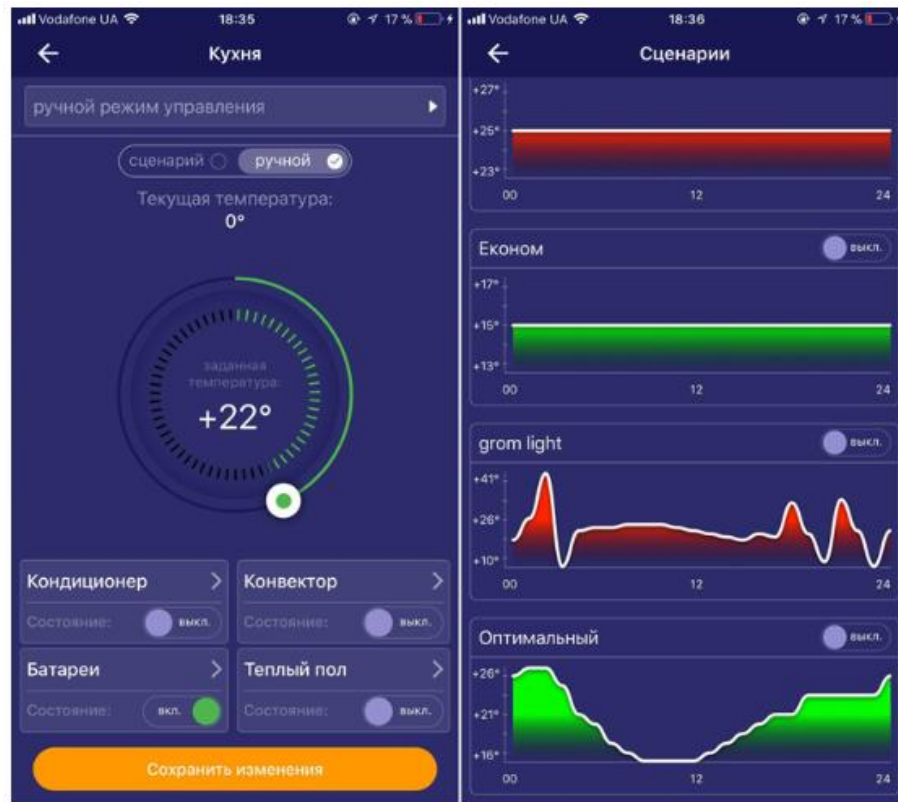 Vodafone UA 18:35 17 %
Кухня
ручной режим управления
сценарий ручной
Текущая температура:
0°
заданная
температура:
+22°
Кондиционер
Состояние: выкл.
Конвектор
Состояние: выкл.
Батареи
Состояние: вкл.
Теплый пол
Состояние: выкл.
Сохранить изменения
Vodafone UA 18:36 17 %
Сценарии
+27°
+25°
+23°
00 12 24
Економ выкл.
+17°
+15°
+13°
00 12 24
grom light выкл.
+41°
+26°
+10°
00 12 24
Оптимальный выкл.
+26°
+21°
+16°
00 12 24